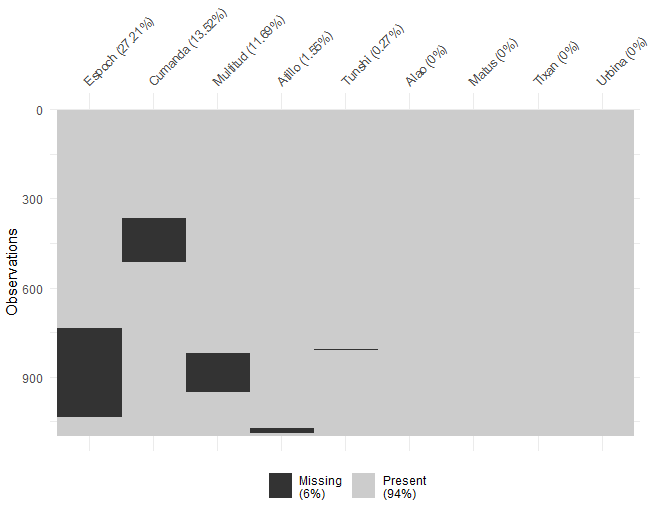 Espoch (27.21%)
Cumanda (13.52%)
Multitud (11.69%)
Atillo (1.55%)
Tunshi (0.27%)
Alao (0%)
Matus (0%)
Tixan (0%)
Urbina (0%)
0
300
600
900
Observations
Missing
(6%)
Present
(94%)